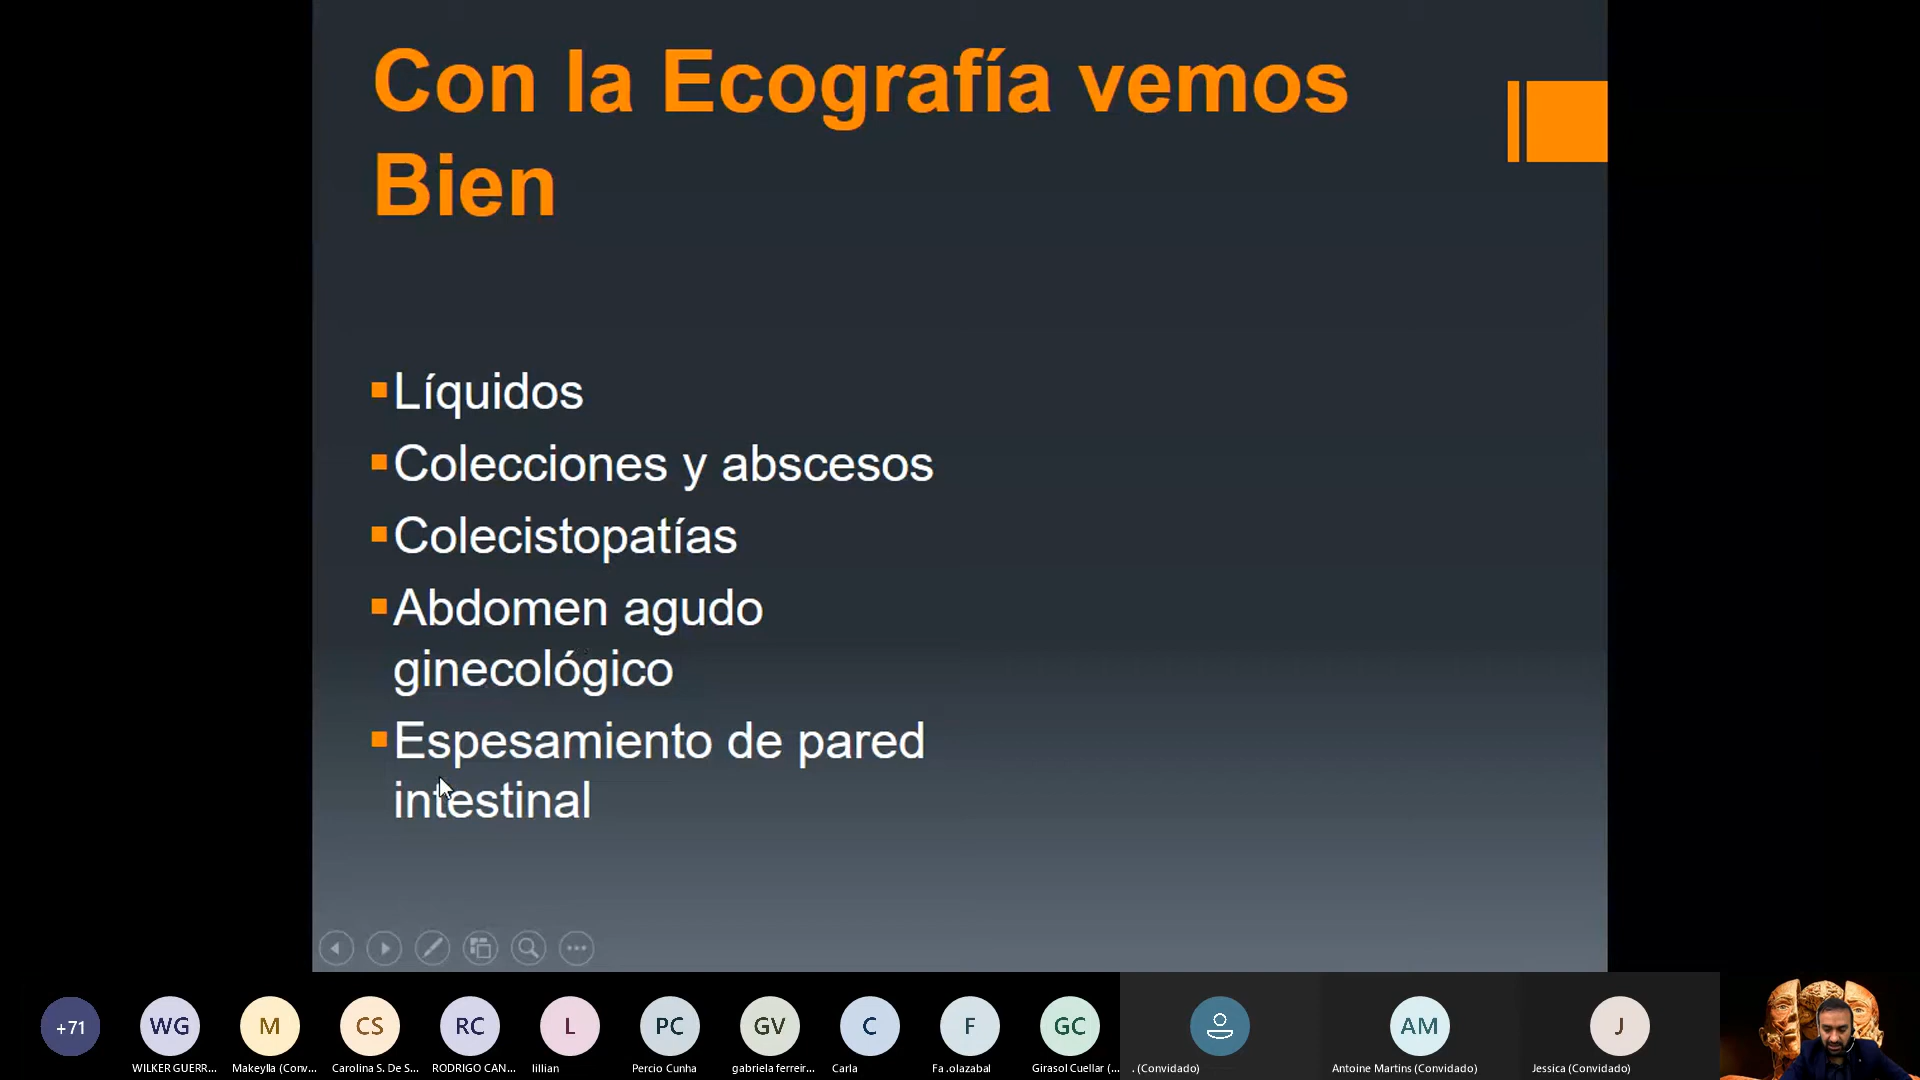 Con la Ecografía vemos
Bien
Líquidos
Colecciones y abscesos
Colecistopatías
Abdomen agudo
ginecológico
Espesamiento de pared
intestinal
+71
WG
M
CS
RC
L
PC
GV
C
F
GC
AM
J
WILKER GUERR...
Makeylla (Conv...
Carolina S. De S...
RODRIGO CAN...
lillian
Percio Cunha
gabriela ferreir...
Carla
Fa .olazabal
Girasol Cuellar (...
. (Convidado)
Antoine Martins (Convidado)
Jessica (Convidado)